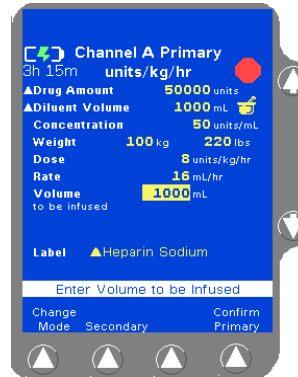 Channel A Primary
3h 15m units/kg/hr
▲Drug Amount 50000 units
▲Diluent Volume 1000 mL
Concentration 50 units/mL
Weight 100 kg 220 lbs
Dose 8 units/kg/hr
Rate 16 mL/hr
Volume 1000 mL
to be infused
Label ▲Heparin Sodium
Enter Volume to be Infused
Change Confirm
Mode Secondary Primary